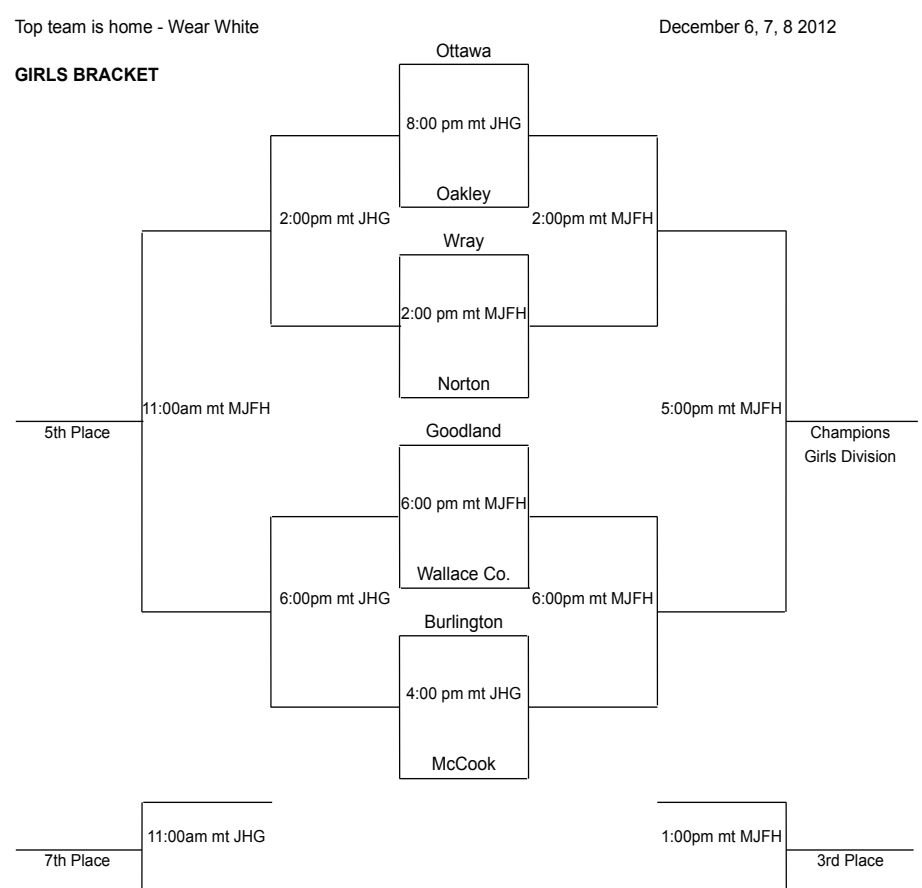 Top team is home - Wear White
December 6, 7, 8 2012
Ottawa
GIRLS BRACKET
8:00 pm mt JHG
Oakley
2:00pm mt JHG
2:00pm mt MJFH
Wray
2:00 pm mt MJFH
Norton
11:00am mt MJFH
5:00pm mt MJFH
5th Place
Goodland
Champions
Girls Division
6:00 pm mt MJFH
Wallace Co.
6:00pm mt JHG
6:00pm mt MJFH
Burlington
4:00 pm mt JHG
McCook
11:00am mt JHG
1:00pm mt MJFH
7th Place
3rd Place